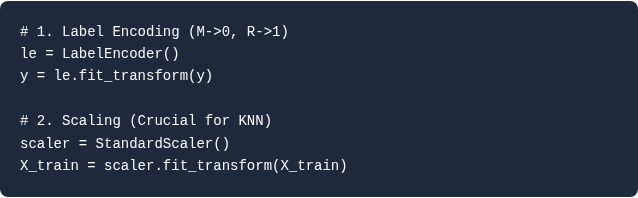 # 1. Label Encoding (M->0, R->1)
le = LabelEncoder()
y = le.fit_transform(y)

# 2. Scaling (Crucial for KNN)
scaler = StandardScaler()
X_train = scaler.fit_transform(X_train)